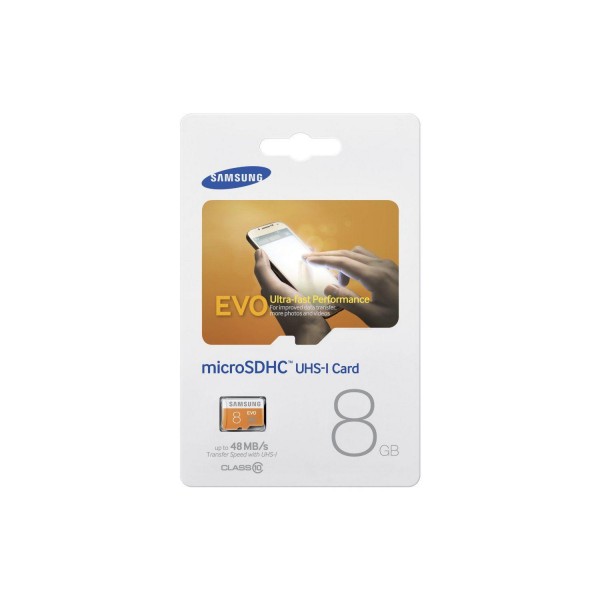 SAMSUNG
EVO Ultra-fast Performance
For improved data transfer,
more photos and videos
microSDHC™ UHS-I Card
SAMSUNG
8 EVO
8 GB
up to 48 MB/s
Transfer Speed with UHS-I
CLASS 10